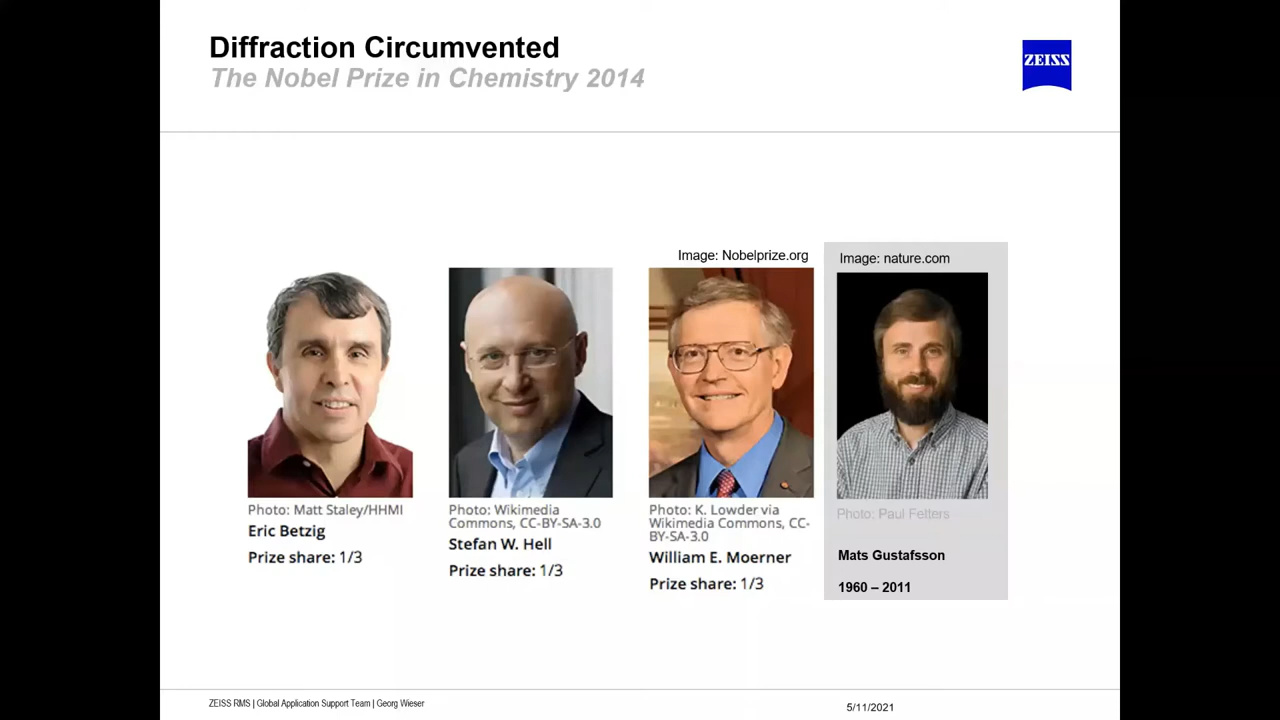 Diffraction Circumvented
The Nobel Prize in Chemistry 2014
ZEISS
Image: Nobelprize.org
Image: nature.com
Photo: Matt Staley/HHMI
Eric Betzig
Prize share: 1/3
Photo: Wikimedia
Commons, CC-BY-SA-3.0
Stefan W. Hell
Prize share: 1/3
Photo: K. Lowder via
Wikimedia Commons, CC-
BY-SA-3.0
William E. Moerner
Prize share: 1/3
Photo: Paul Fetters
Mats Gustafsson
1960 – 2011
ZEISS RMS | Global Application Support Team | Georg Wieser
5/11/2021